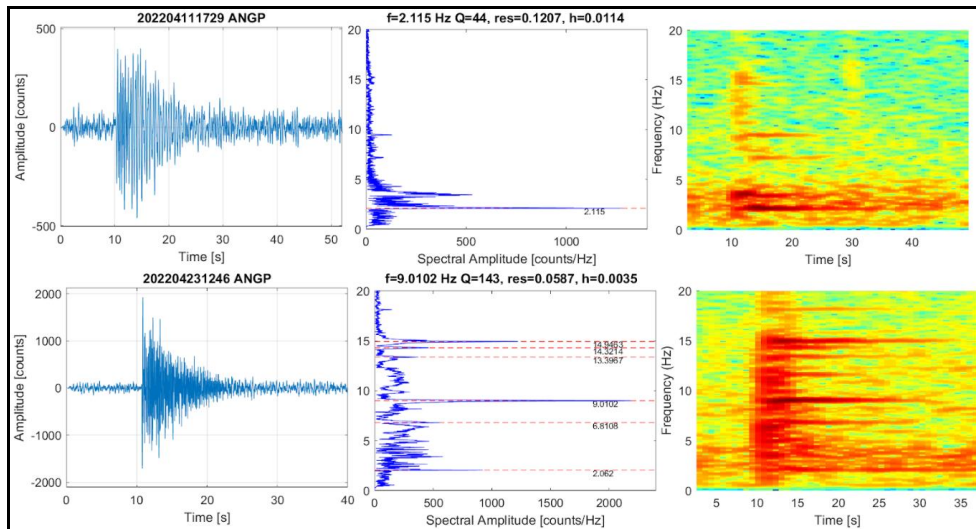 202204111729 ANGP
f=2.115 Hz Q=44, res=0.1207, h=0.0114
Amplitude [counts]
500
0
-500
0 10 20 30 40 50
Time [s]
20
15
10
5
0
2.115
0 500 1000
Spectral Amplitude [counts/Hz]
Frequency (Hz)
20
15
10
5
0
10 20 30 40
Time [s]
202204231246 ANGP
f=9.0102 Hz Q=143, res=0.0587, h=0.0035
Amplitude [counts]
2000
1000
0
-1000
-2000
0 10 20 30 40
Time [s]
20
15
10
5
0
14.9463
14.3214
13.3967
9.0102
6.8108
2.062
0 500 1000 1500 2000
Spectral Amplitude [counts/Hz]
Frequency (Hz)
20
15
10
5
0
5 10 15 20 25 30 35
Time [s]